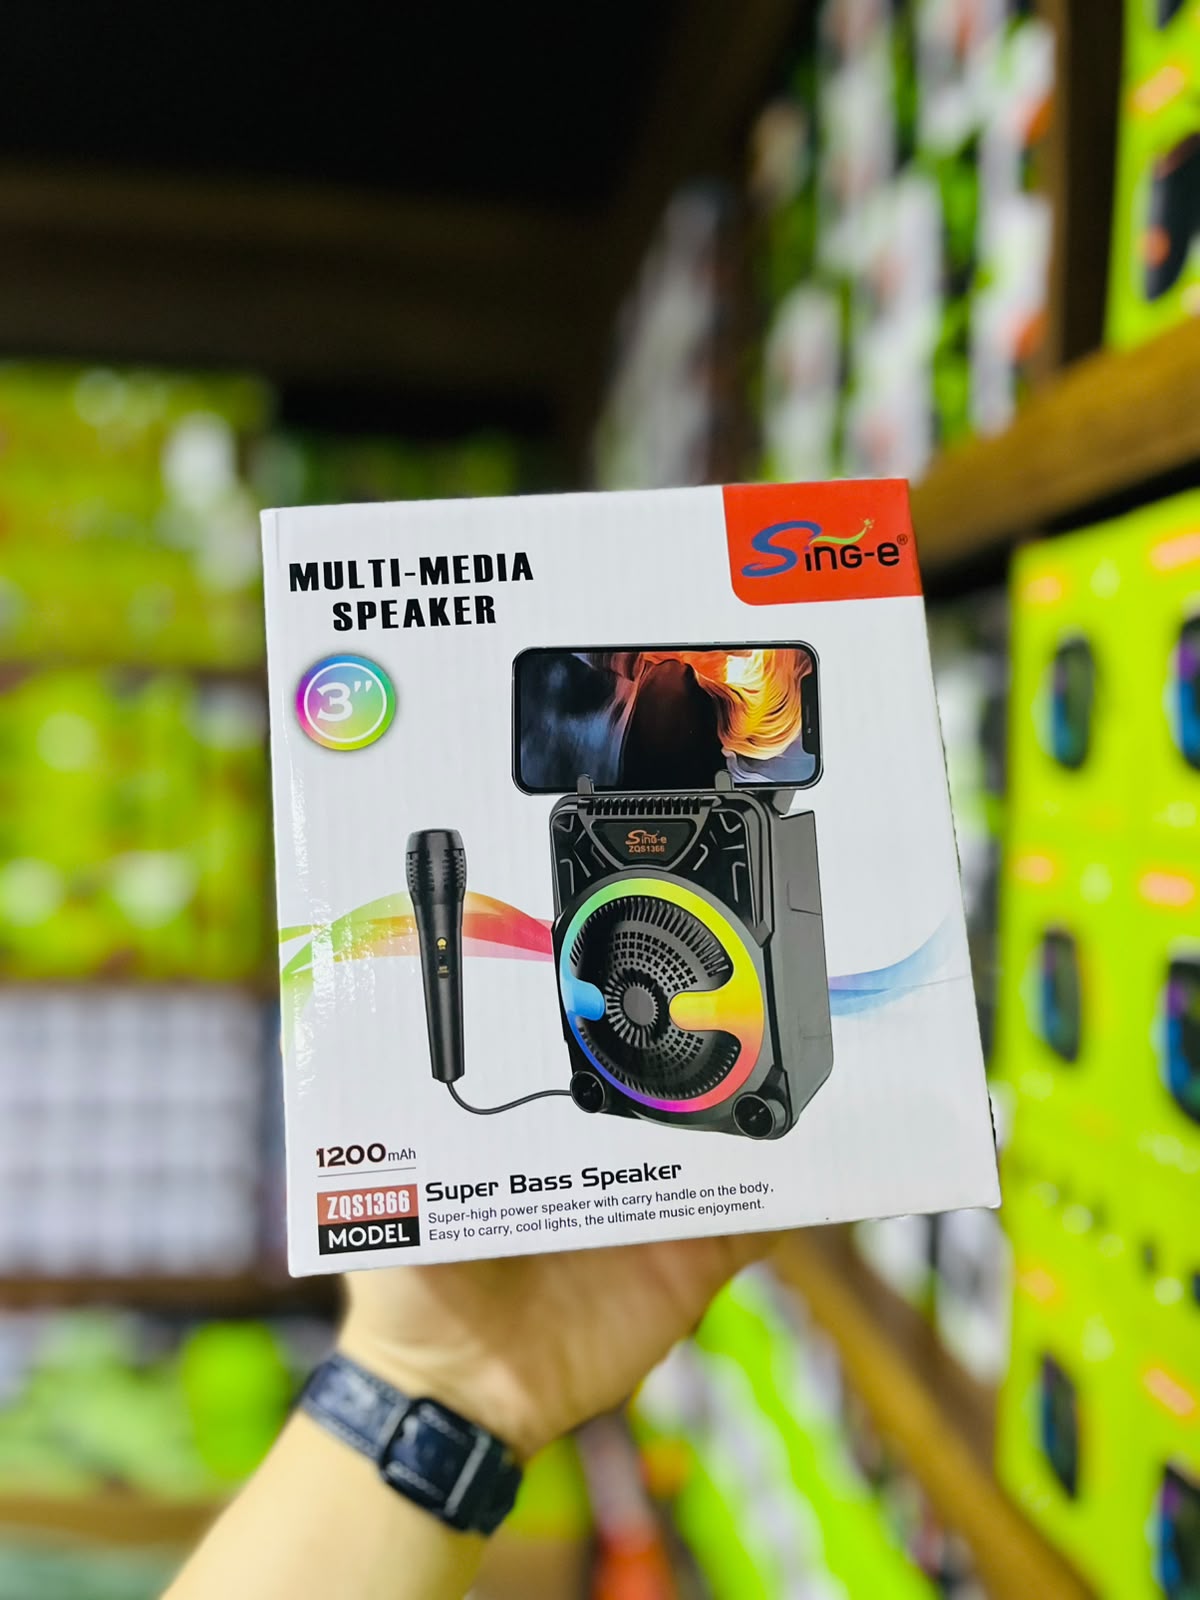 Sing-e®
MULTI-MEDIA
SPEAKER
3"
Sing-e
ZQS1366
1200mAh
ZQS1366
MODEL
Super Bass Speaker
Super-high power speaker with carry handle on the body,
Easy to carry, cool lights, the ultimate music enjoyment.